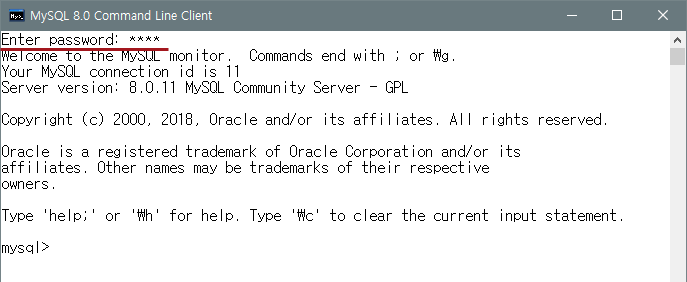 MySQL 8.0 Command Line Client
Enter password: ****
Welcome to the MySQL monitor.  Commands end with ; or ₩g.
Your MySQL connection id is 11
Server version: 8.0.11 MySQL Community Server - GPL
Copyright (c) 2000, 2018, Oracle and/or its affiliates. All rights reserved.
Oracle is a registered trademark of Oracle Corporation and/or its
affiliates. Other names may be trademarks of their respective
owners.
Type 'help;' or '₩h' for help. Type '₩c' to clear the current input statement.
mysql>